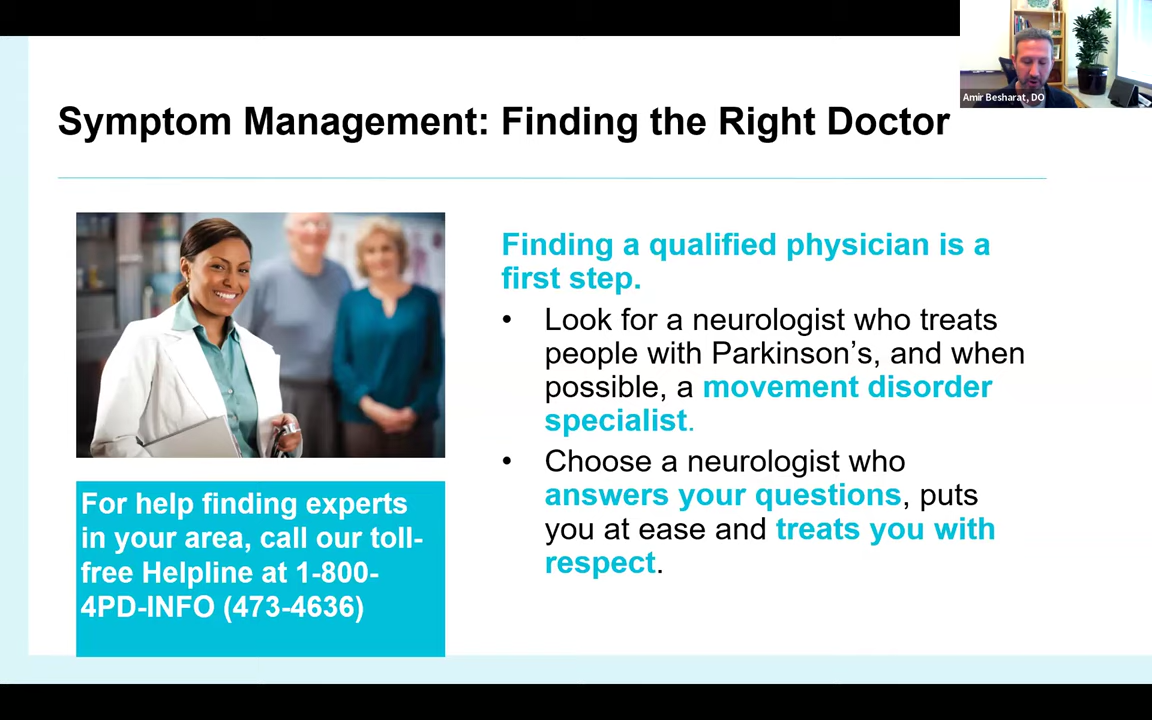 Amir Besharat, DO
Symptom Management: Finding the Right Doctor
Finding a qualified physician is a
first step.
• Look for a neurologist who treats
people with Parkinson’s, and when
possible, a movement disorder
specialist.
• Choose a neurologist who
answers your questions, puts
you at ease and treats you with
respect.
For help finding experts
in your area, call our toll-
free Helpline at 1-800-
4PD-INFO (473-4636)